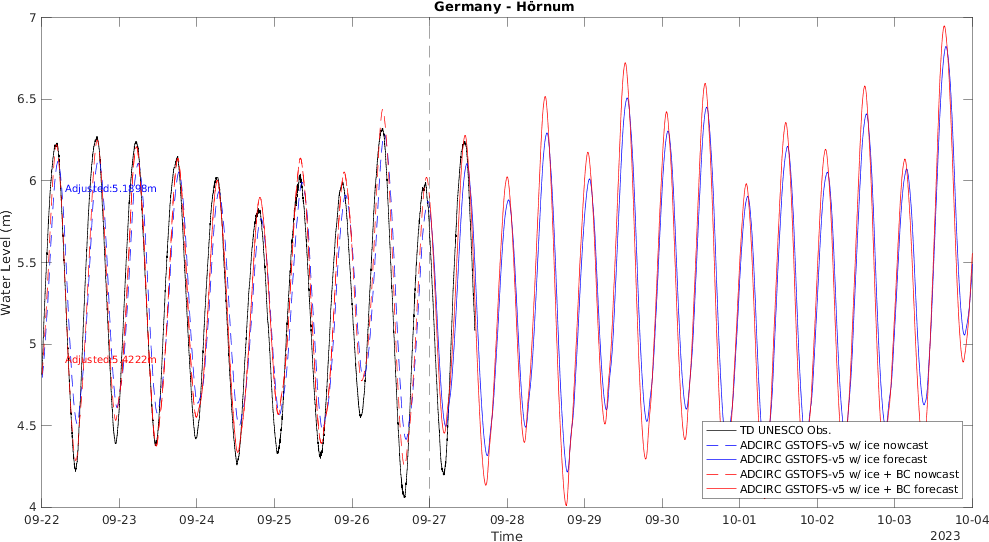 Germany - Hörnum
7
6.5
6
5.5
5
4.5
4
Water Level (m)
Adjusted:5.1898m
Adjusted:5.4222m
TD UNESCO Obs.
ADCIRC GSTOFS-v5 w/ ice nowcast
ADCIRC GSTOFS-v5 w/ ice forecast
ADCIRC GSTOFS-v5 w/ ice + BC nowcast
ADCIRC GSTOFS-v5 w/ ice + BC forecast
09-22 09-23 09-24 09-25 09-26 09-27 09-28 09-29 09-30 10-01 10-02 10-03 10-04
Time
2023